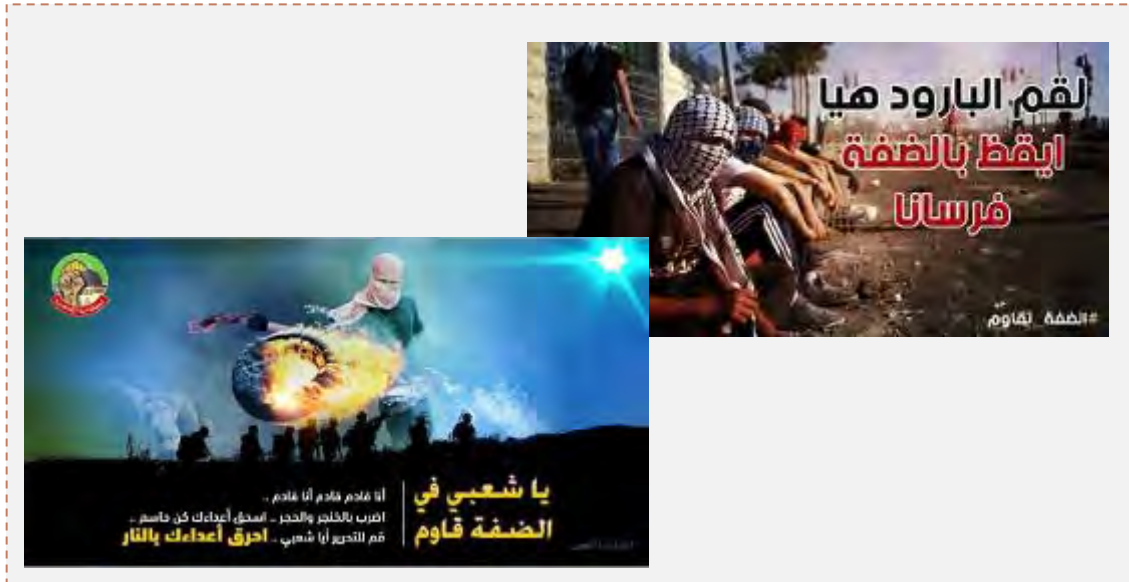 لقم البارود هيا
ايقظ بالضفة
فرسانا
#الضفة_تقاوم
يا شعبي في
الضفة قاوم
أنا قادم قادم أنا قادم ..
اضرب بالخنجر والحجر .. اسحق أعداءك كن حاسم ..
قم للتحرير أيا شعبي .. احرق أعداءك بالنار